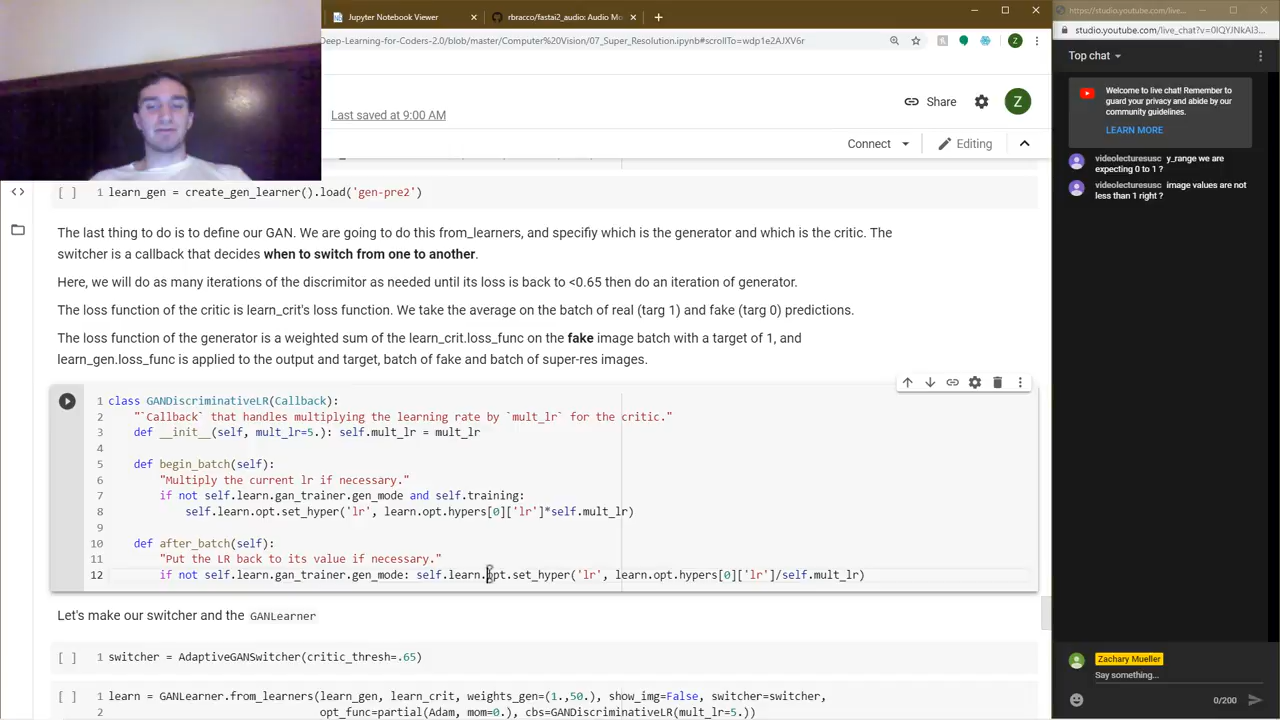 Jupyter Notebook Viewer
rbracco/fastai2_audio: Audio Mo
https://studio.youtube.com/live_
Deep-Learning-for-Coders-2.0/blob/master/Computer%20Vision/07_Super_Resolution.ipynb#scrollTo=wdp1e2AJXV6r
Z
studio.youtube.com/live_chat?v=0IQYJNkAI3...
Top chat
Welcome to live chat! Remember to
guard your privacy and abide by our
community guidelines.
LEARN MORE
videolecturesusc y_range we are
expecting 0 to 1 ?
videolecturesusc image values are not
less than 1 right ?
Last saved at 9:00 AM
Share
Z
Connect
Editing
[ ] 1 learn_gen = create_gen_learner().load('gen-pre2')
The last thing to do is to define our GAN. We are going to do this from_learners, and specifiy which is the generator and which is the critic. The
switcher is a callback that decides when to switch from one to another.
Here, we will do as many iterations of the discrimitor as needed until its loss is back to <0.65 then do an iteration of generator.
The loss function of the critic is learn_crit's loss function. We take the average on the batch of real (targ 1) and fake (targ 0) predictions.
The loss function of the generator is a weighted sum of the learn_crit.loss_func on the fake image batch with a target of 1, and
learn_gen.loss_func is applied to the output and target, batch of fake and batch of super-res images.
1 class GANDiscriminativeLR(Callback):
2 "`Callback` that handles multiplying the learning rate by `mult_lr` for the critic."
3 def __init__(self, mult_lr=5.): self.mult_lr = mult_lr
4
5 def begin_batch(self):
6 "Multiply the current lr if necessary."
7 if not self.learn.gan_trainer.gen_mode and self.training:
8 self.learn.opt.set_hyper('lr', learn.opt.hypers[0]['lr']*self.mult_lr)
9
10 def after_batch(self):
11 "Put the LR back to its value if necessary."
12 if not self.learn.gan_trainer.gen_mode: self.learn.opt.set_hyper('lr', learn.opt.hypers[0]['lr']/self.mult_lr)
Let's make our switcher and the GANLearner
[ ] 1 switcher = AdaptiveGANSwitcher(critic_thresh=.65)
[ ] 1 learn = GANLearner.from_learners(learn_gen, learn_crit, weights_gen=(1.,50.), show_img=False, switcher=switcher,
2 opt_func=partial(Adam, mom=0.), cbs=GANDiscriminativeLR(mult_lr=5.))
Zachary Mueller
Say something...
0/200